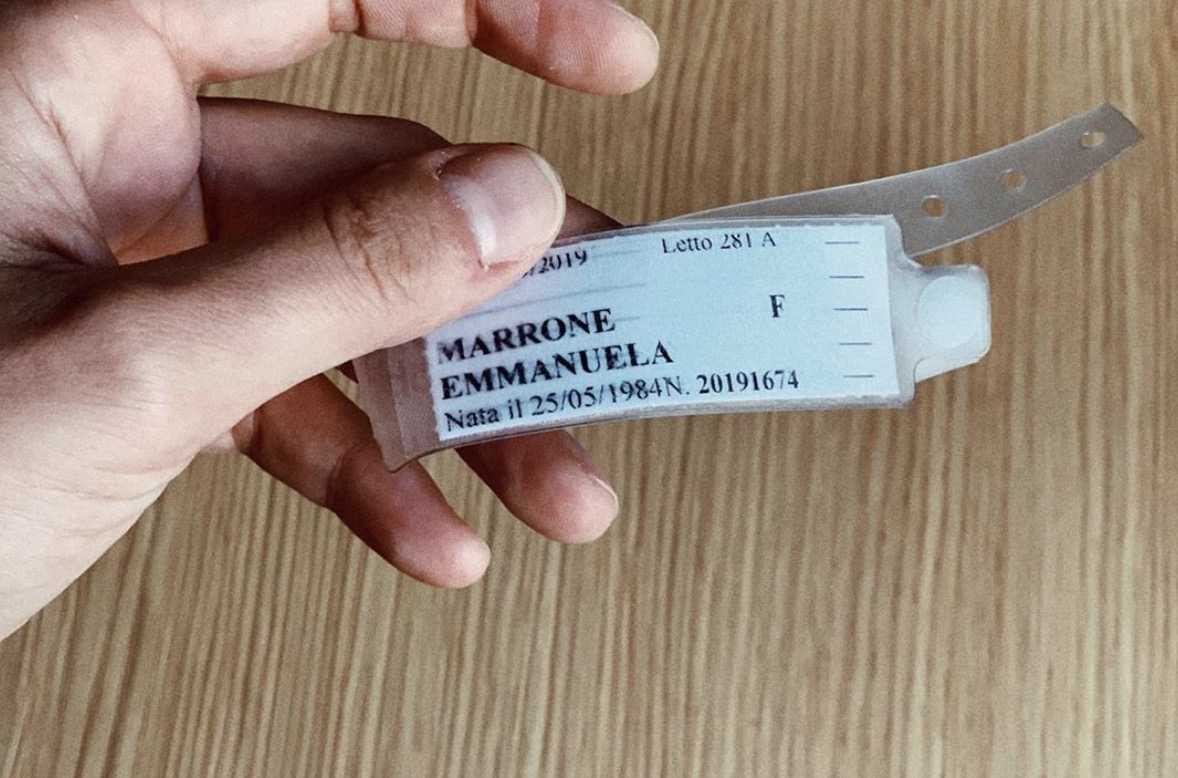 /2019 Letto 281 A
F
MARRONE
EMMANUELA
Nata il 25/05/1984N. 20191674